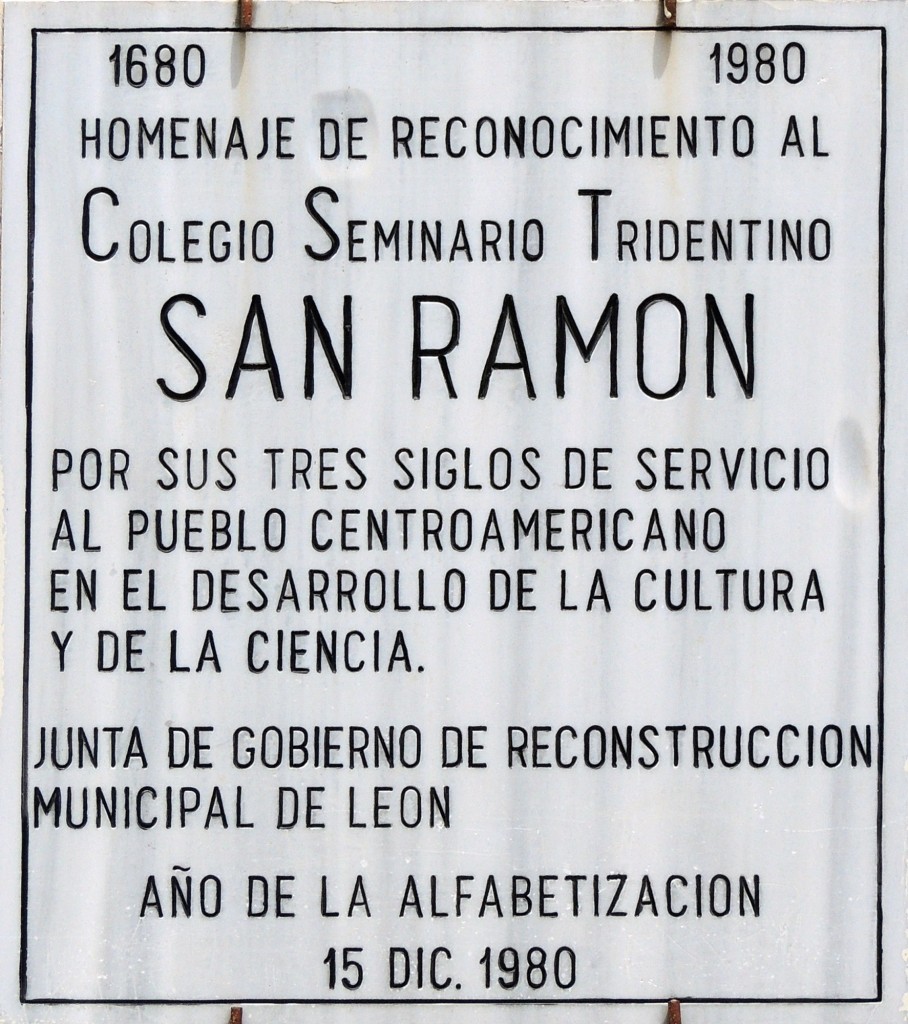 1680 1980
HOMENAJE DE RECONOCIMIENTO AL
COLEGIO SEMINARIO TRIDENTINO
SAN RAMON
POR SUS TRES SIGLOS DE SERVICIO
AL PUEBLO CENTROAMERICANO
EN EL DESARROLLO DE LA CULTURA
Y DE LA CIENCIA.
JUNTA DE GOBIERNO DE RECONSTRUCCION
MUNICIPAL DE LEON
AÑO DE LA ALFABETIZACION
15 DIC. 1980